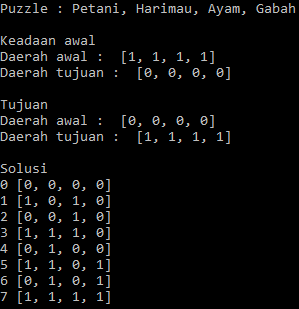 Puzzle : Petani, Harimau, Ayam, Gabah
Keadaan awal
Daerah awal :  [1, 1, 1, 1]
Daerah tujuan :  [0, 0, 0, 0]
Tujuan
Daerah awal :  [0, 0, 0, 0]
Daerah tujuan :  [1, 1, 1, 1]
Solusi
0 [0, 0, 0, 0]
1 [1, 0, 1, 0]
2 [0, 0, 1, 0]
3 [1, 1, 1, 0]
4 [0, 1, 0, 0]
5 [1, 1, 0, 1]
6 [0, 1, 0, 1]
7 [1, 1, 1, 1]